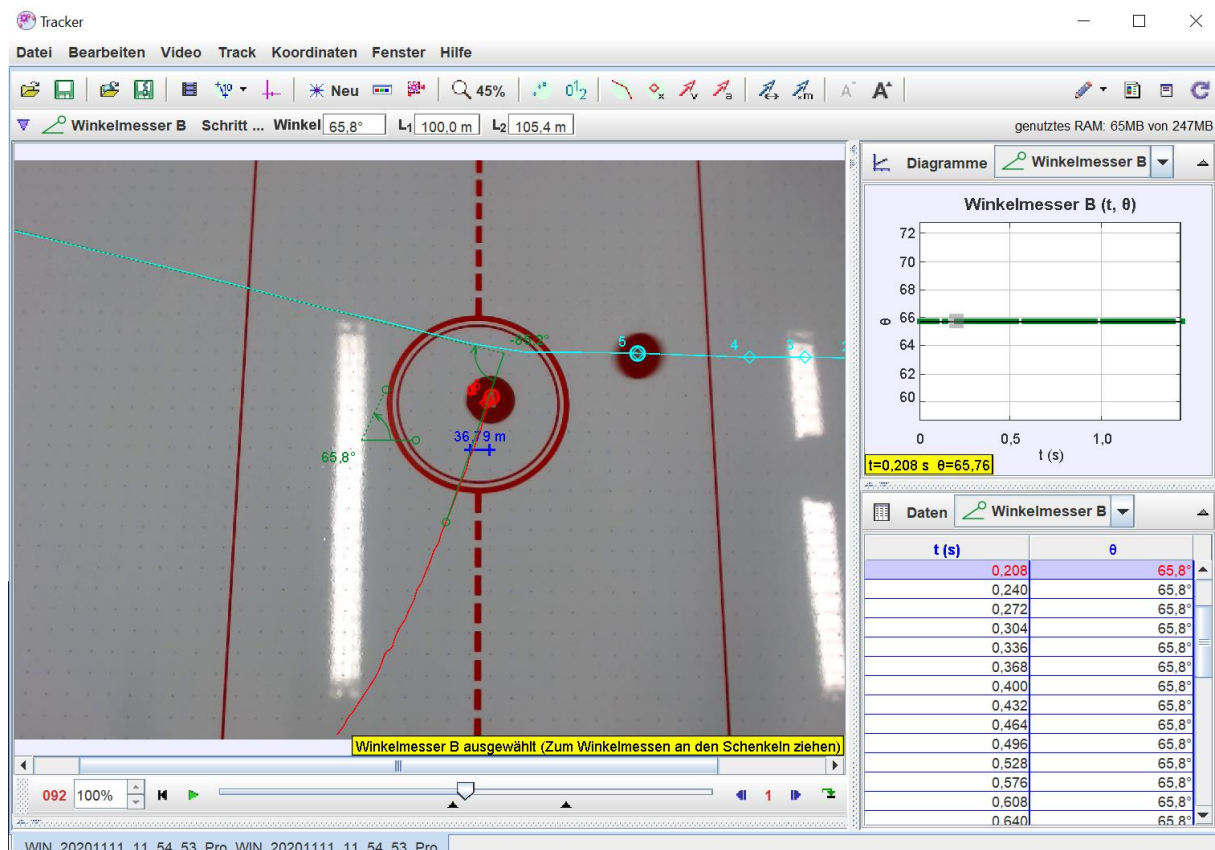 Tracker
Datei Bearbeiten Video Track Koordinaten Fenster Hilfe
Neu 45%
Winkelmesser B Schritt ... Winkel 65,8° L1 100,0 m L2 105,4 m genutztes RAM: 65MB von 247MB
Diagramme Winkelmesser B
Winkelmesser B (t, θ)
72
70
68
66
64
62
60
θ
0 0,5 1,0
t (s)
t=0,208 s θ=65,76
5 4 3
36,79 m
65,8°
Winkelmesser B ausgewählt (Zum Winkelmessen an den Schenkeln ziehen)
Daten Winkelmesser B
t (s) θ
0,208 65,8°
0,240 65,8°
0,272 65,8°
0,304 65,8°
0,336 65,8°
0,368 65,8°
0,400 65,8°
0,432 65,8°
0,464 65,8°
0,496 65,8°
0,528 65,8°
0,576 65,8°
0,608 65,8°
0,640 65,8°
092 100% 1
WIN_20201111_11_54_53_Pro WIN_20201111_11_54_53_Pro